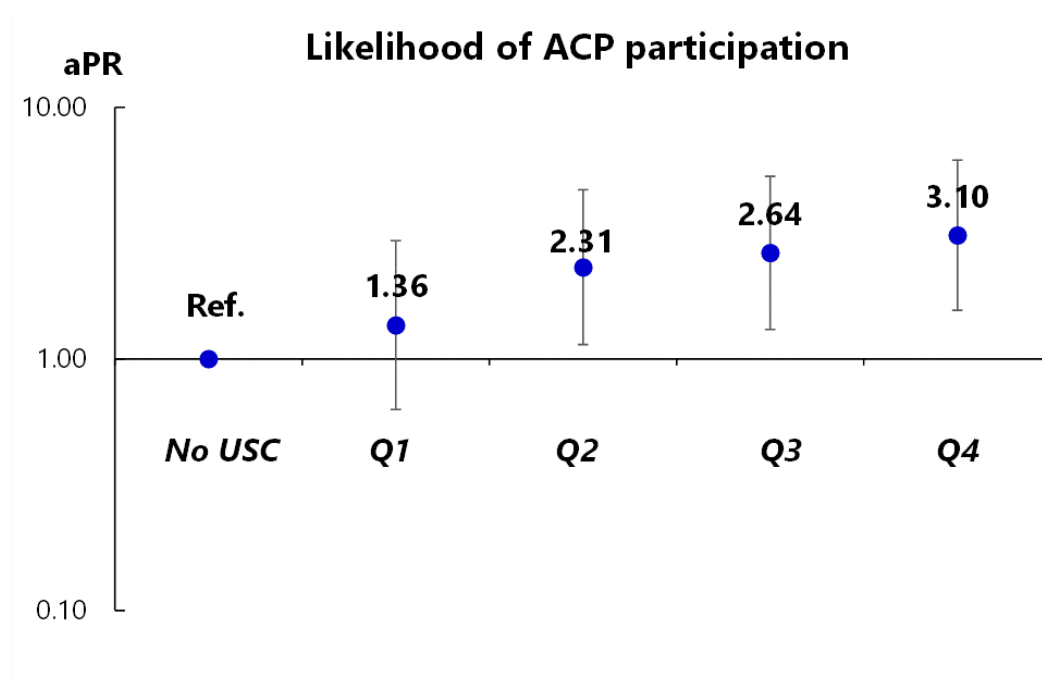 Likelihood of ACP participation
aPR
10.00
3.10
2.64
2.31
1.36
Ref.
1.00
No USC Q1 Q2 Q3 Q4
0.10